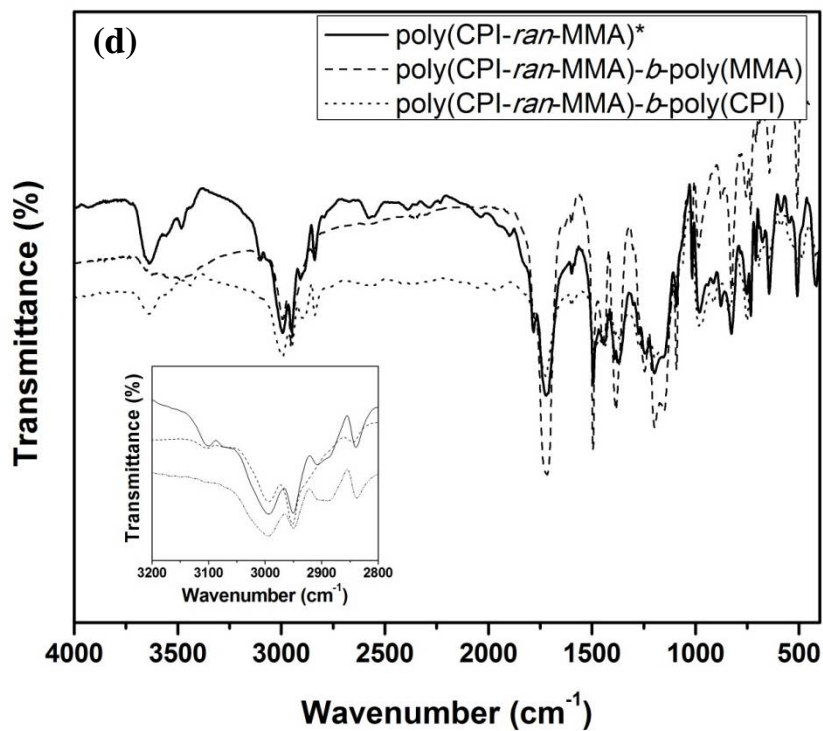 (d)
poly(CPI-ran-MMA)*
poly(CPI-ran-MMA)-b-poly(MMA)
poly(CPI-ran-MMA)-b-poly(CPI)
Transmittance (%)
Transmittance (%)
3200 3100 3000 2900 2800
Wavenumber (cm⁻¹)
4000 3500 3000 2500 2000 1500 1000 500
Wavenumber (cm⁻¹)